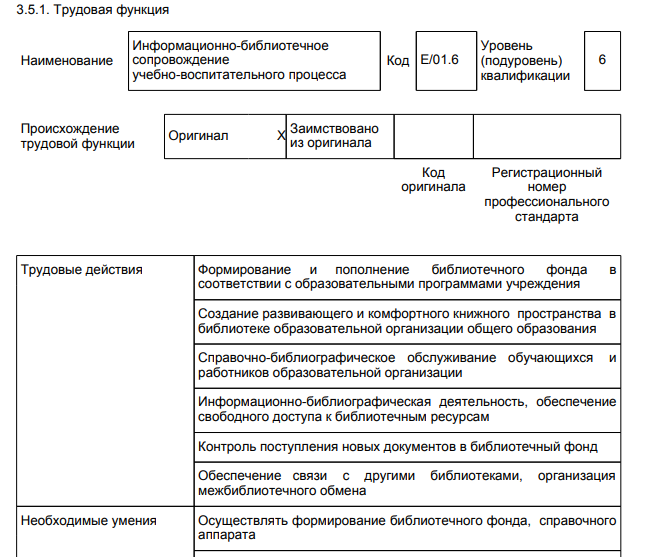 3.5.1. Трудовая функция
Наименование
Информационно-библиотечное
сопровождение
учебно-воспитательного процесса
Код
E/01.6
Уровень
(подуровень)
квалификации
6
Происхождение
трудовой функции
Оригинал X
Заимствовано
из оригинала
Код
оригинала
Регистрационный
номер
профессионального
стандарта
Трудовые действия
Формирование и пополнение библиотечного фонда в
соответствии с образовательными программами учреждения
Создание развивающего и комфортного книжного пространства в
библиотеке образовательной организации общего образования
Справочно-библиографическое обслуживание обучающихся и
работников образовательной организации
Информационно-библиографическая деятельность, обеспечение
свободного доступа к библиотечным ресурсам
Контроль поступления новых документов в библиотечный фонд
Обеспечение связи с другими библиотеками, организация
межбиблиотечного обмена
Необходимые умения
Осуществлять формирование библиотечного фонда, справочного
аппарата